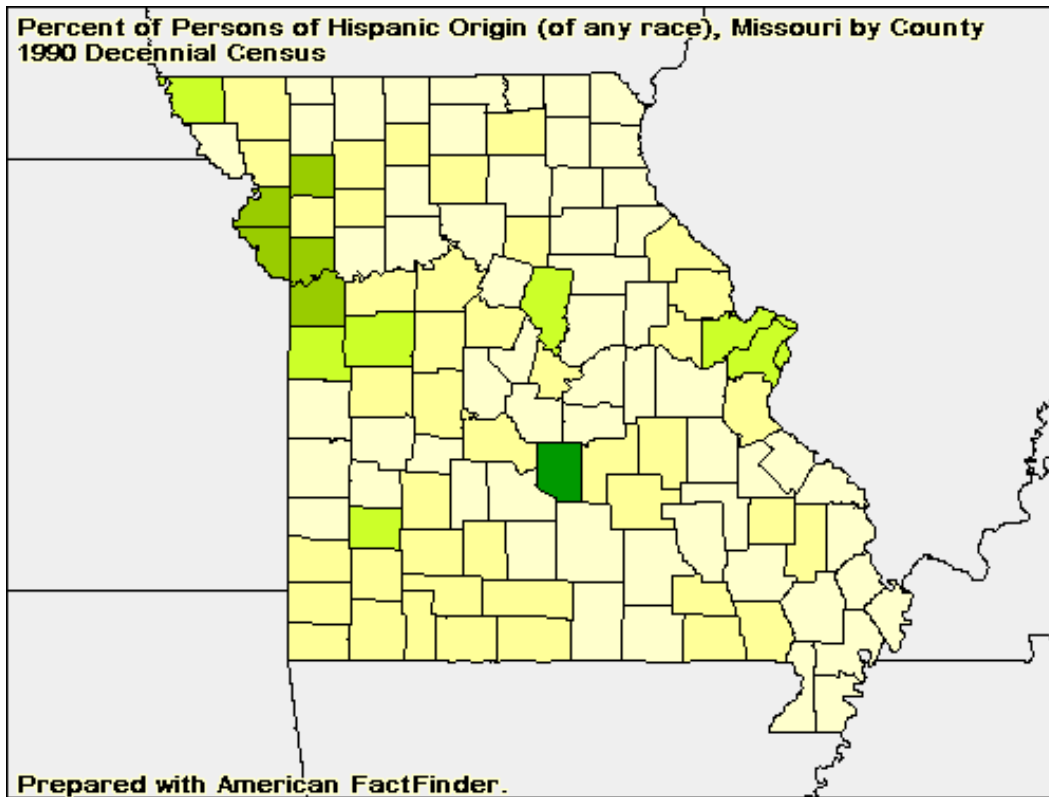 Percent of Persons of Hispanic Origin (of any race), Missouri by County
1990 Decennial Census
Prepared with American FactFinder.